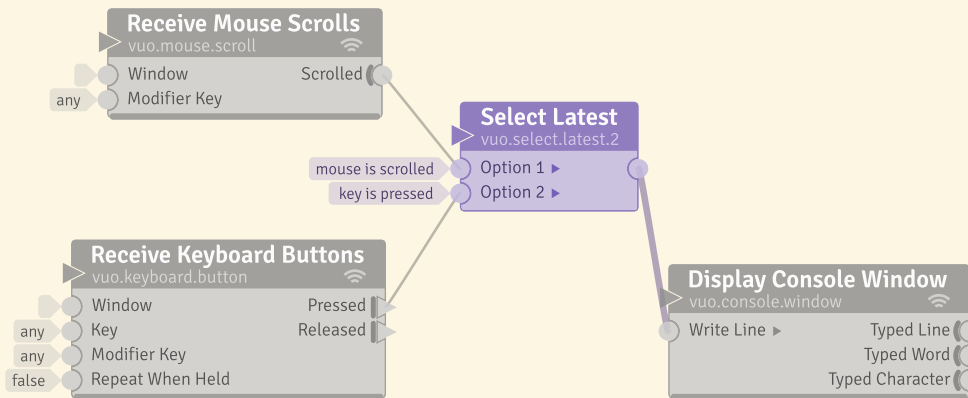 Receive Mouse Scrolls
vuo.mouse.scroll
Window Scrolled
any Modifier Key
Select Latest
vuo.select.latest.2
mouse is scrolled Option 1
key is pressed Option 2
Receive Keyboard Buttons
vuo.keyboard.button
Window Pressed
any Key Released
any Modifier Key
false Repeat When Held
Display Console Window
vuo.console.window
Write Line Typed Line
Typed Word
Typed Character